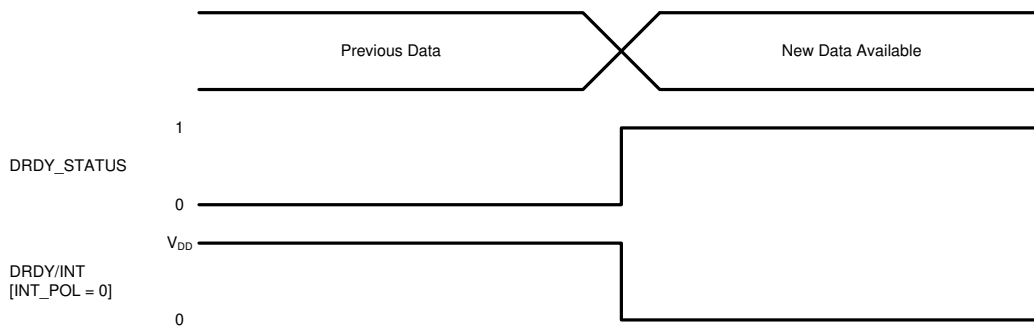 Previous Data
New Data Available
1
DRDY_STATUS
0
VDD
DRDY/INT
[INT_POL = 0]
0